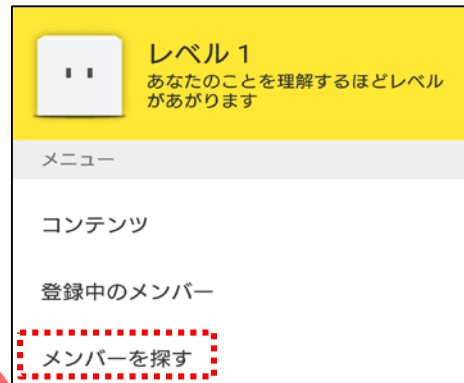 レベル 1
あなたのことを理解するほどレベル
があがります
メニュー
コンテンツ
登録中のメンバー
メンバーを探す